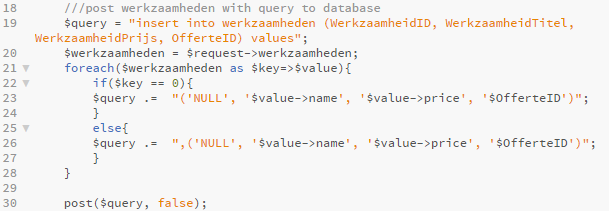 18 ///post werkzaamheden with query to database
19 $query = "insert into werkzaamheden (WerkzaamheidID, WerkzaamheidTitel,
WerkzaamheidPrijs, OfferteID) values";
20 $werkzaamheden = $request->werkzaamheden;
21 foreach($werkzaamheden as $key=>$value){
22 if($key == 0){
23 $query .= "('NULL', '$value->name', '$value->price', '$OfferteID')";
24 }
25 else{
26 $query .= ",('NULL', '$value->name', '$value->price', '$OfferteID')";
27 }
28 }
29
30 post($query, false);